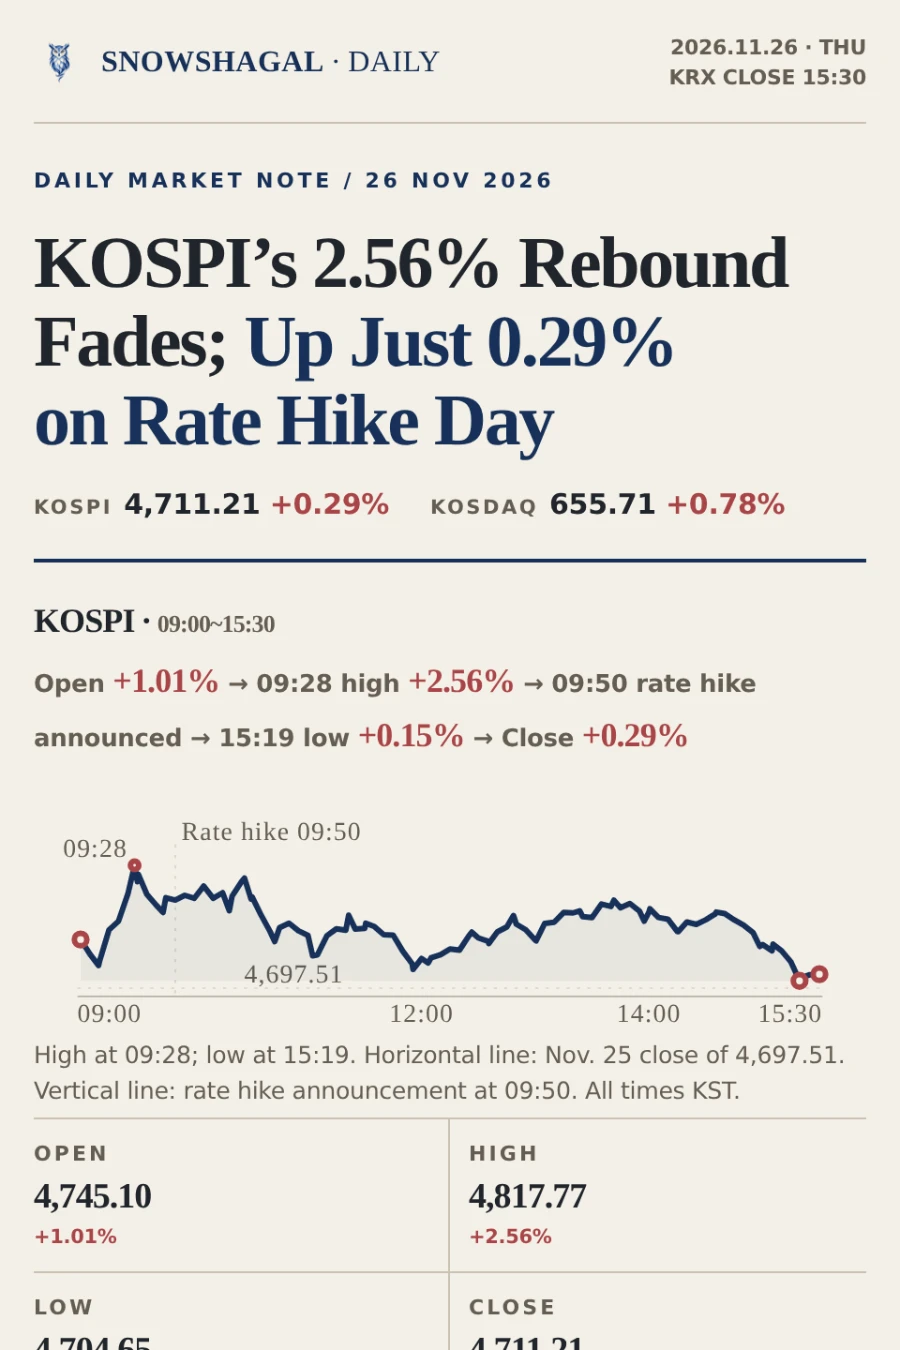 SNOWSHAGAL · DAILY
2026.11.26 · THU
KRX CLOSE 15:30
DAILY MARKET NOTE / 26 NOV 2026
KOSPI’s 2.56% Rebound
Fades; Up Just 0.29%
on Rate Hike Day
KOSPI 4,711.21 +0.29% KOSDAQ 655.71 +0.78%
KOSPI · 09:00~15:30
Open +1.01% → 09:28 high +2.56% → 09:50 rate hike
announced → 15:19 low +0.15% → Close +0.29%
Rate hike 09:50
09:28
4,697.51
09:00 12:00 14:00 15:30
High at 09:28; low at 15:19. Horizontal line: Nov. 25 close of 4,697.51.
Vertical line: rate hike announcement at 09:50. All times KST.
OPEN
4,745.10
+1.01%
HIGH
4,817.77
+2.56%
LOW
4,704.65
CLOSE
4,711.21